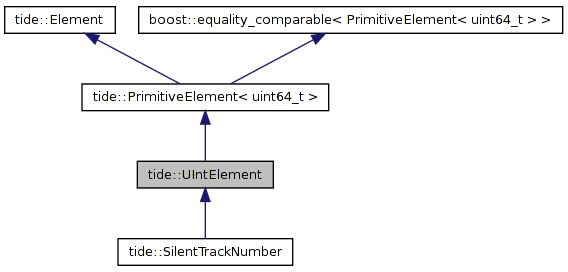 tide::Element
boost::equality_comparable< PrimitiveElement< uint64_t > >
tide::PrimitiveElement< uint64_t >
tide::UIntElement
tide::SilentTrackNumber